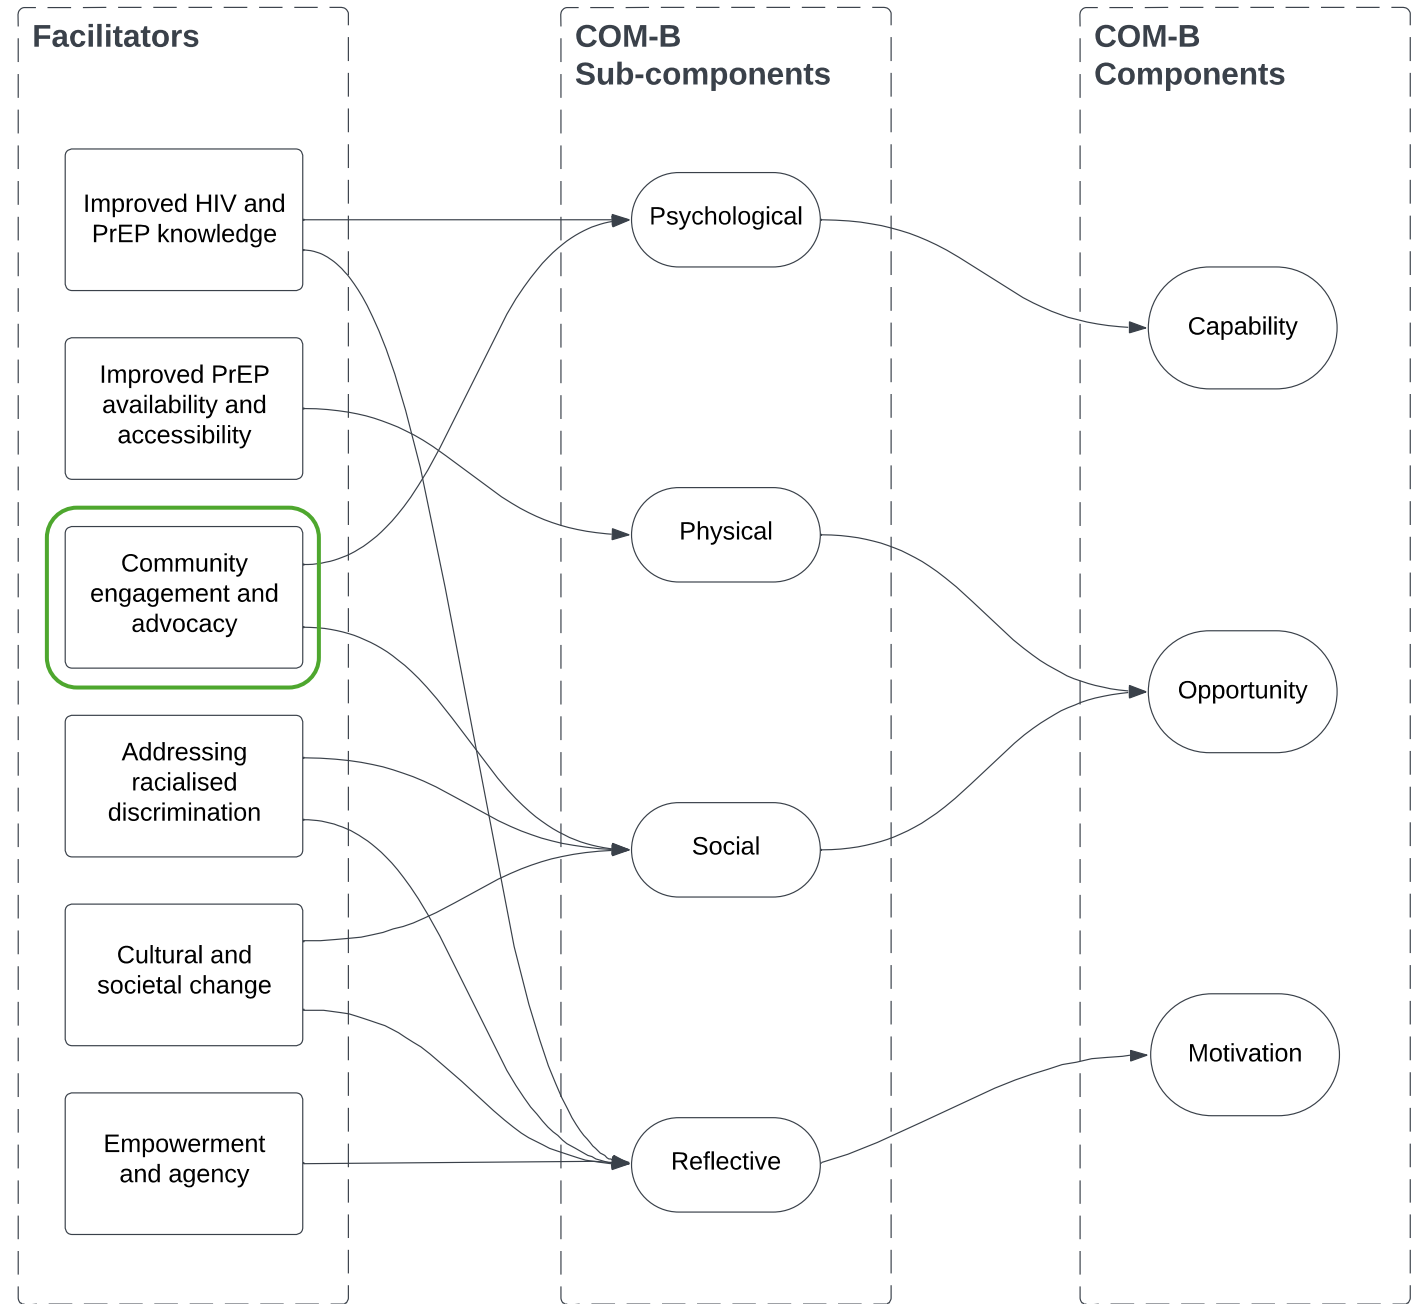 Facilitators
Improved HIV and
PrEP knowledge
Improved PrEP
availability and
accessibility
Community
engagement and
advocacy
Addressing
racialised
discrimination
Cultural and
societal change
Empowerment
and agency
COM-B
Sub-components
Psychological
Physical
Social
Reflective
COM-B
Components
Capability
Opportunity
Motivation